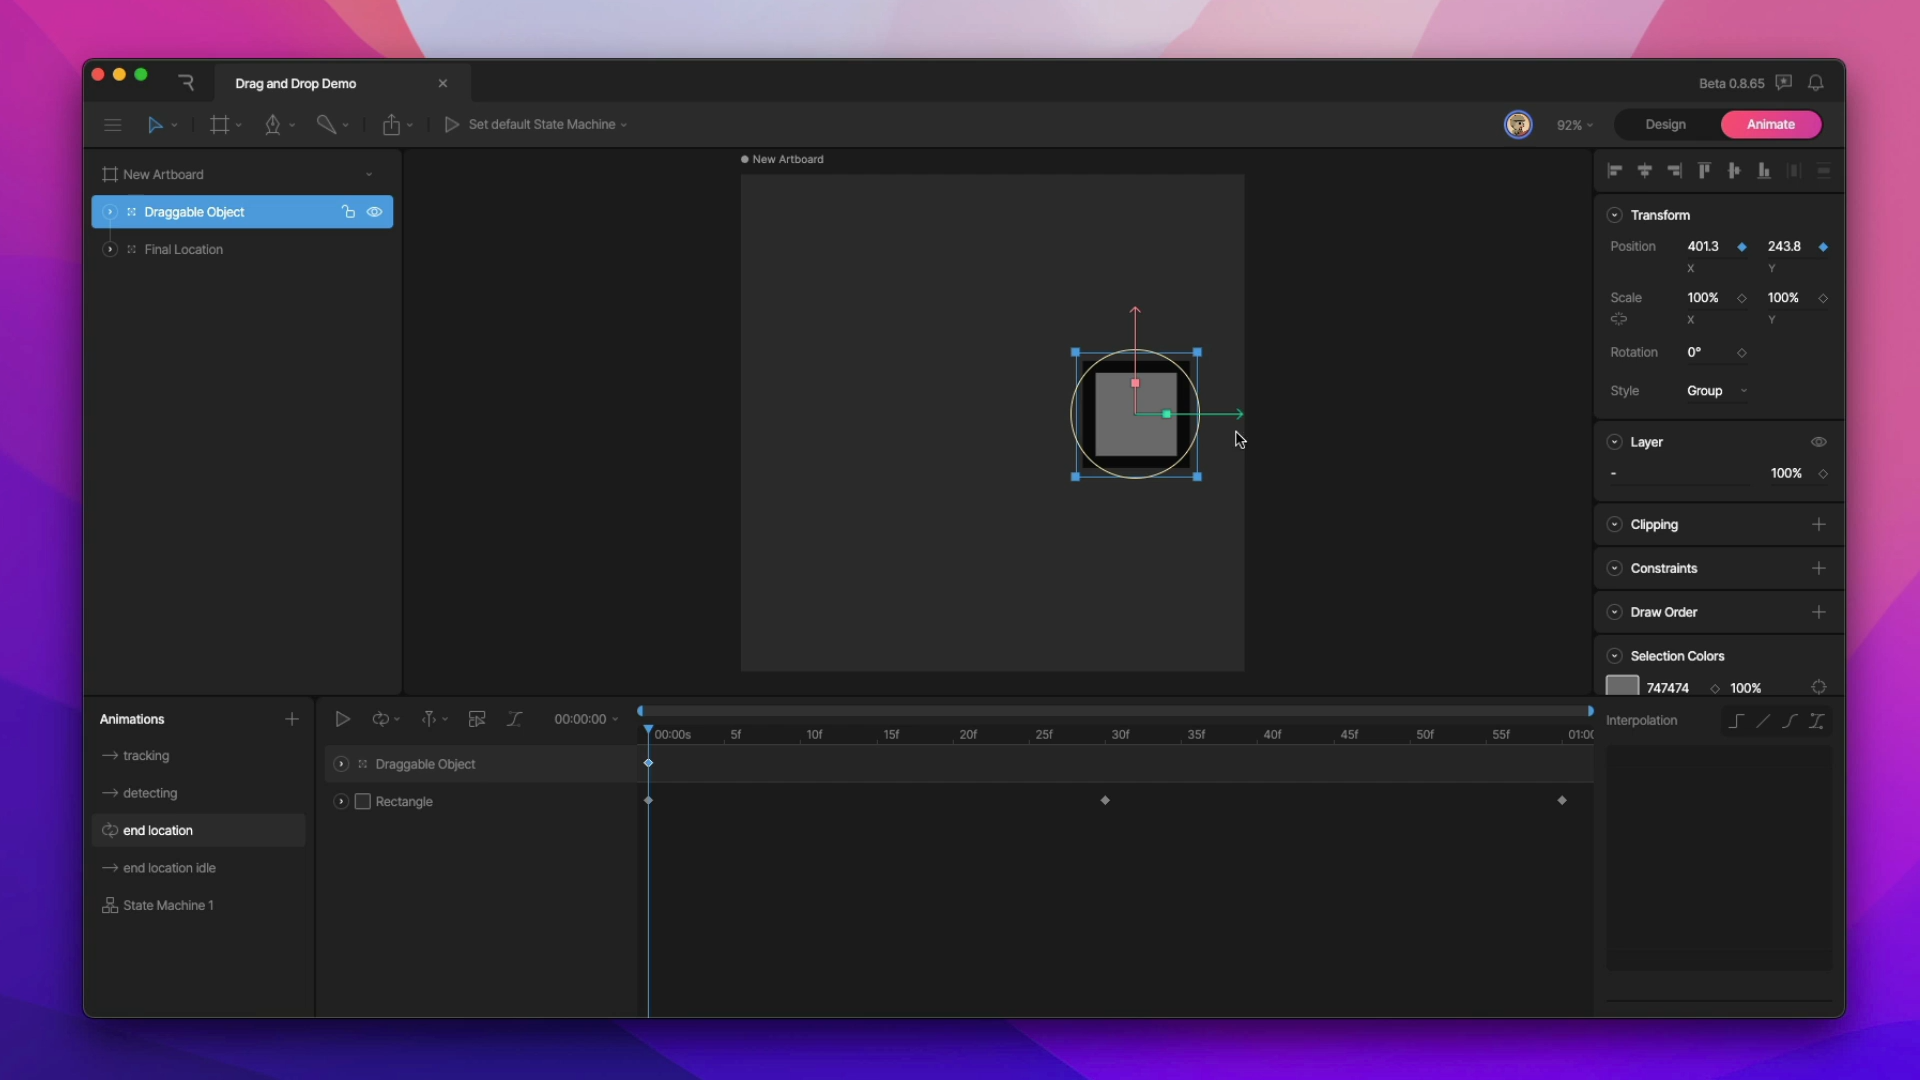 Drag and Drop Demo
Beta 0.8.65
Set default State Machine
92%
Design
Animate
New Artboard
Draggable Object
Final Location
New Artboard
Transform
Position 401.3 243.8
X Y
Scale 100% 100%
X Y
Rotation 0°
Style Group
Layer
- 100%
Clipping
Constraints
Draw Order
Selection Colors
747474 100%
Animations
tracking
detecting
end location
end location idle
State Machine 1
00:00:00
00:00s 5f 10f 15f 20f 25f 30f 35f 40f 45f 50f 55f 01:00
Draggable Object
Rectangle
Interpolation